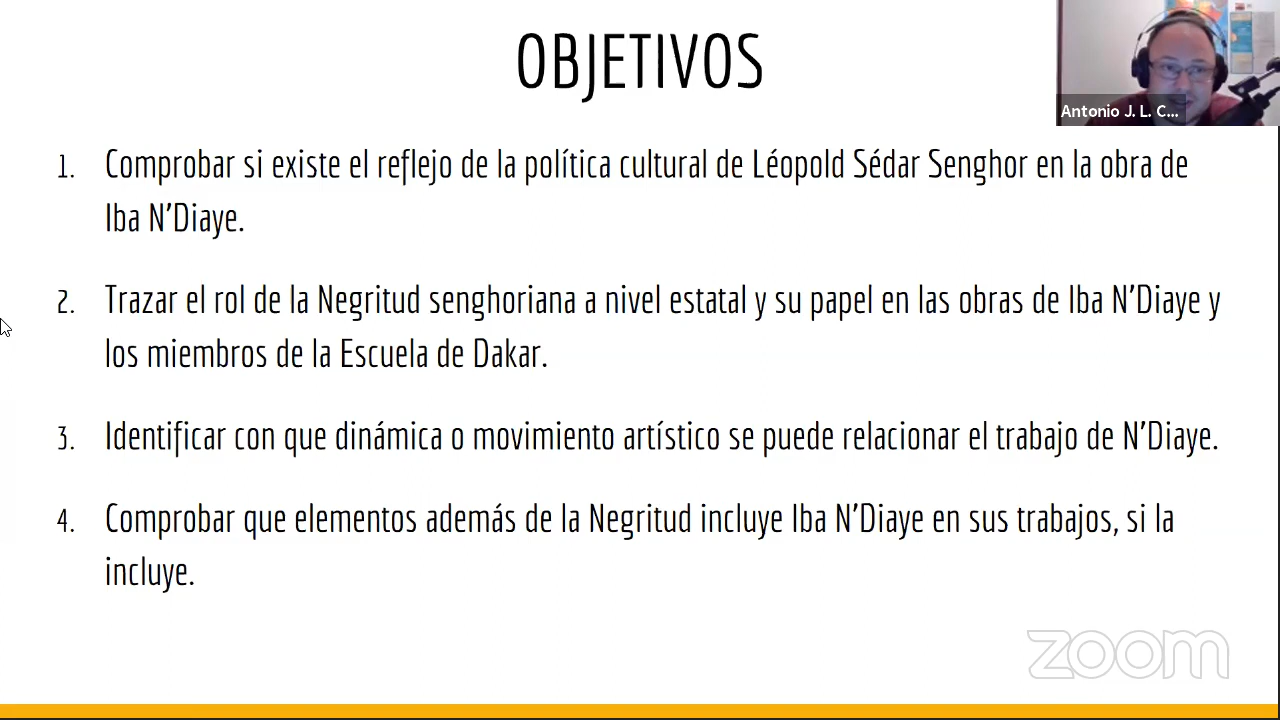 OBJETIVOS
Antonio J. L. C...
1. Comprobar si existe el reflejo de la política cultural de Léopold Sédar Senghor en la obra de
Iba N'Diaye.
2. Trazar el rol de la Negritud senghoriana a nivel estatal y su papel en las obras de Iba N'Diaye y
los miembros de la Escuela de Dakar.
3. Identificar con que dinámica o movimiento artístico se puede relacionar el trabajo de N'Diaye.
4. Comprobar que elementos además de la Negritud incluye Iba N'Diaye en sus trabajos, si la
incluye.
zoom